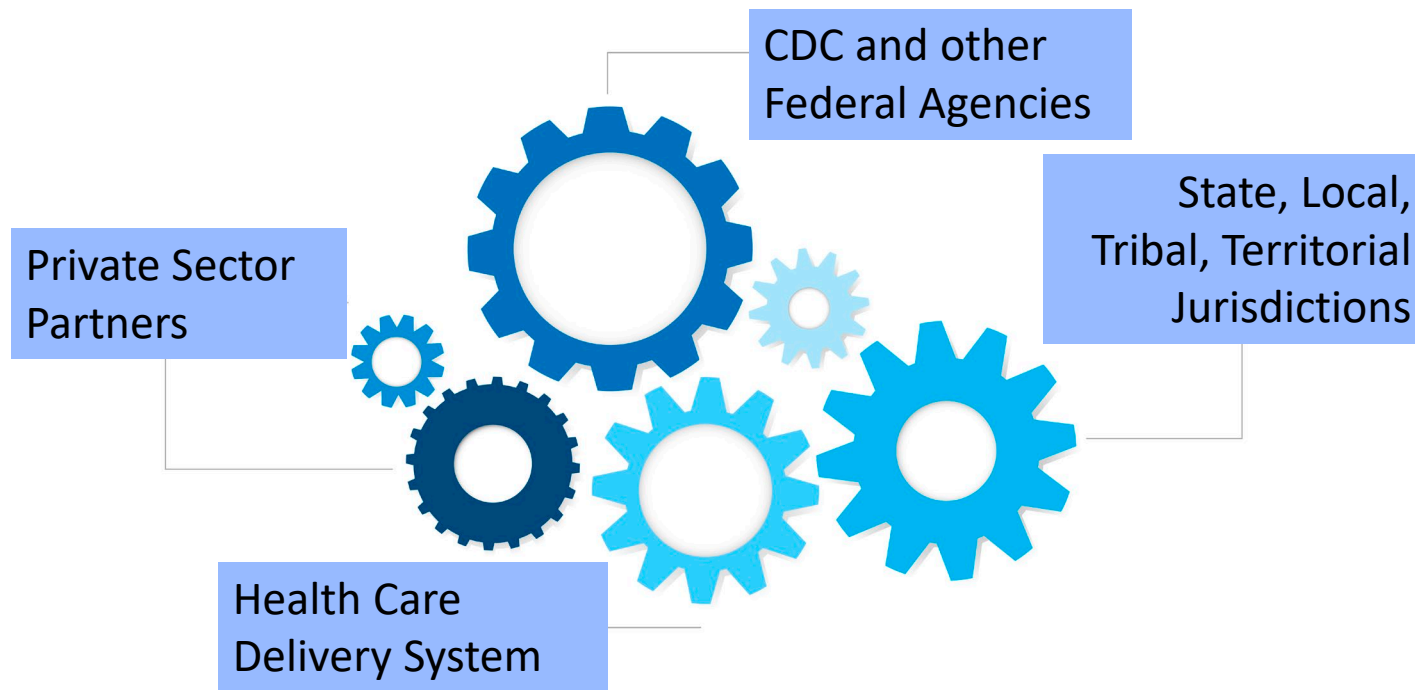 CDC and other
Federal Agencies
State, Local,
Tribal, Territorial
Jurisdictions
Private Sector
Partners
Health Care
Delivery System